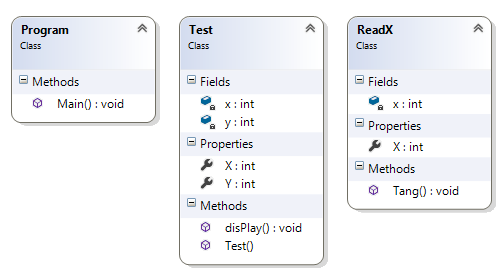 Program
Class
Methods
Main() : void
Test
Class
Fields
x : int
y : int
Properties
X : int
Y : int
Methods
disPlay() : void
Test()
ReadX
Class
Fields
x : int
Properties
X : int
Methods
Tang() : void